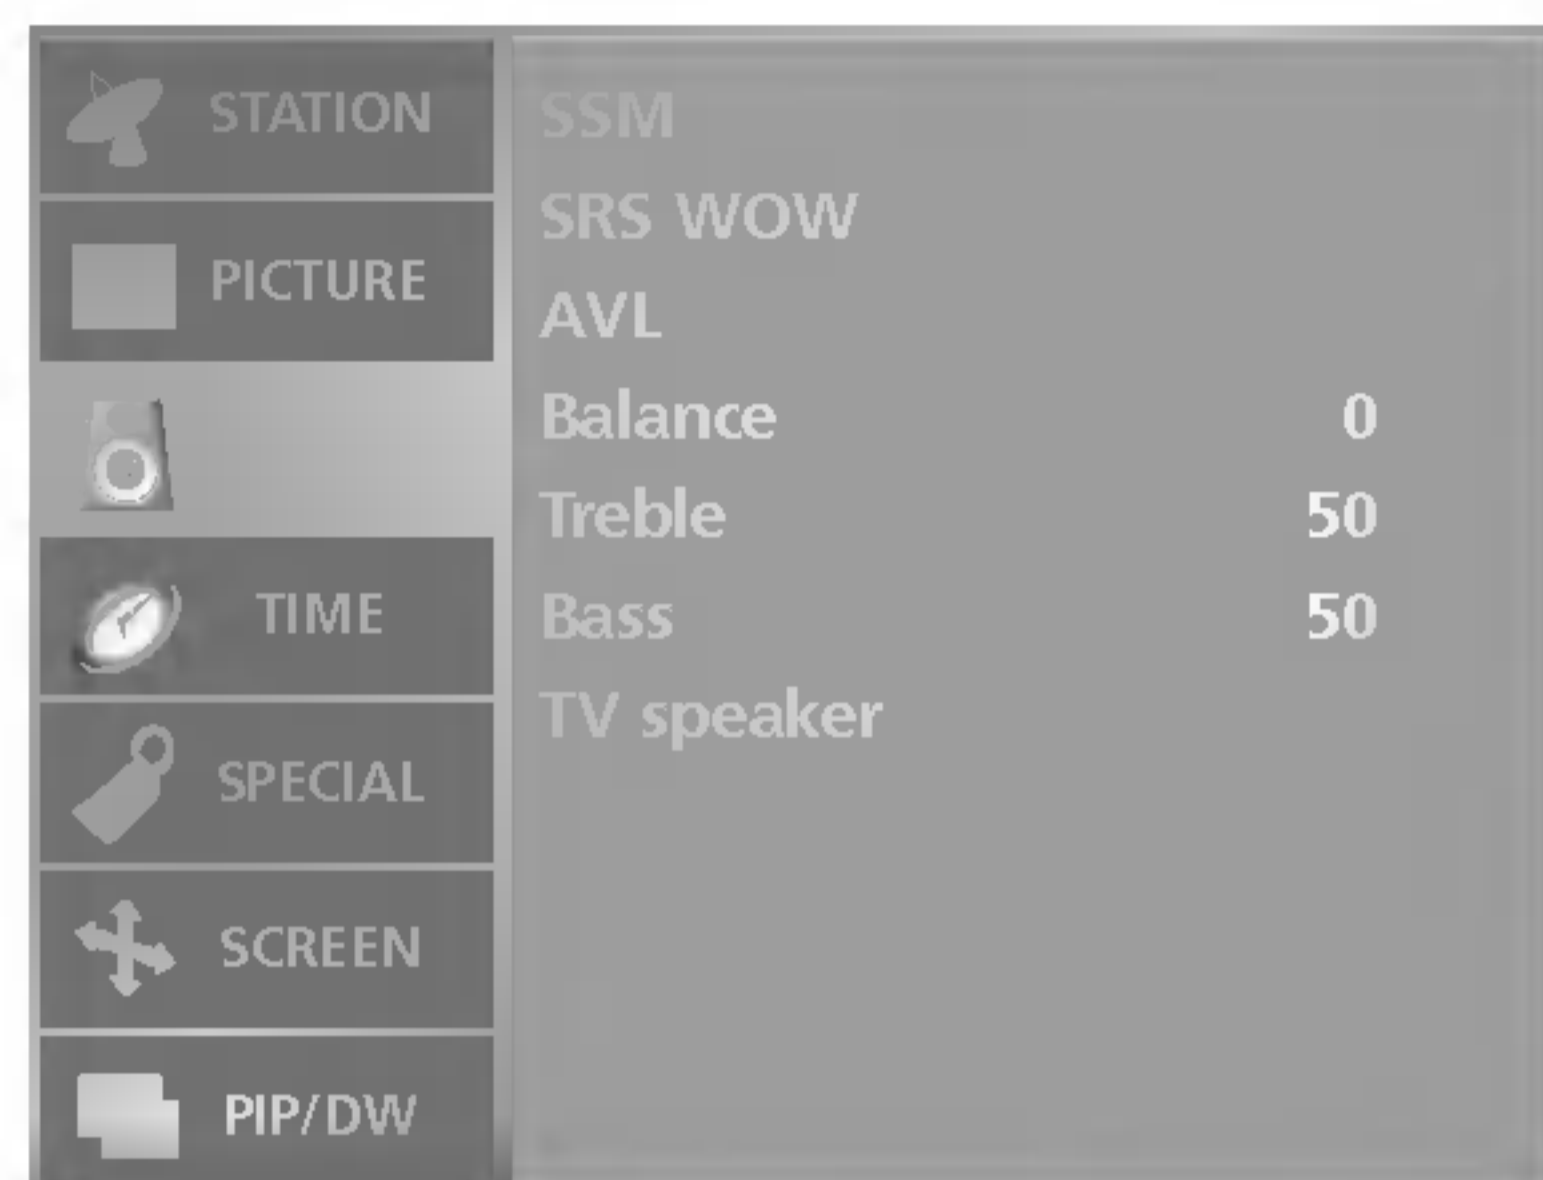 STATION
PICTURE
TIME
SPECIAL
SCREEN
PIP/DW
SSM
SRS WOW
AVL
Balance 0
Treble 50
Bass 50
TV speaker